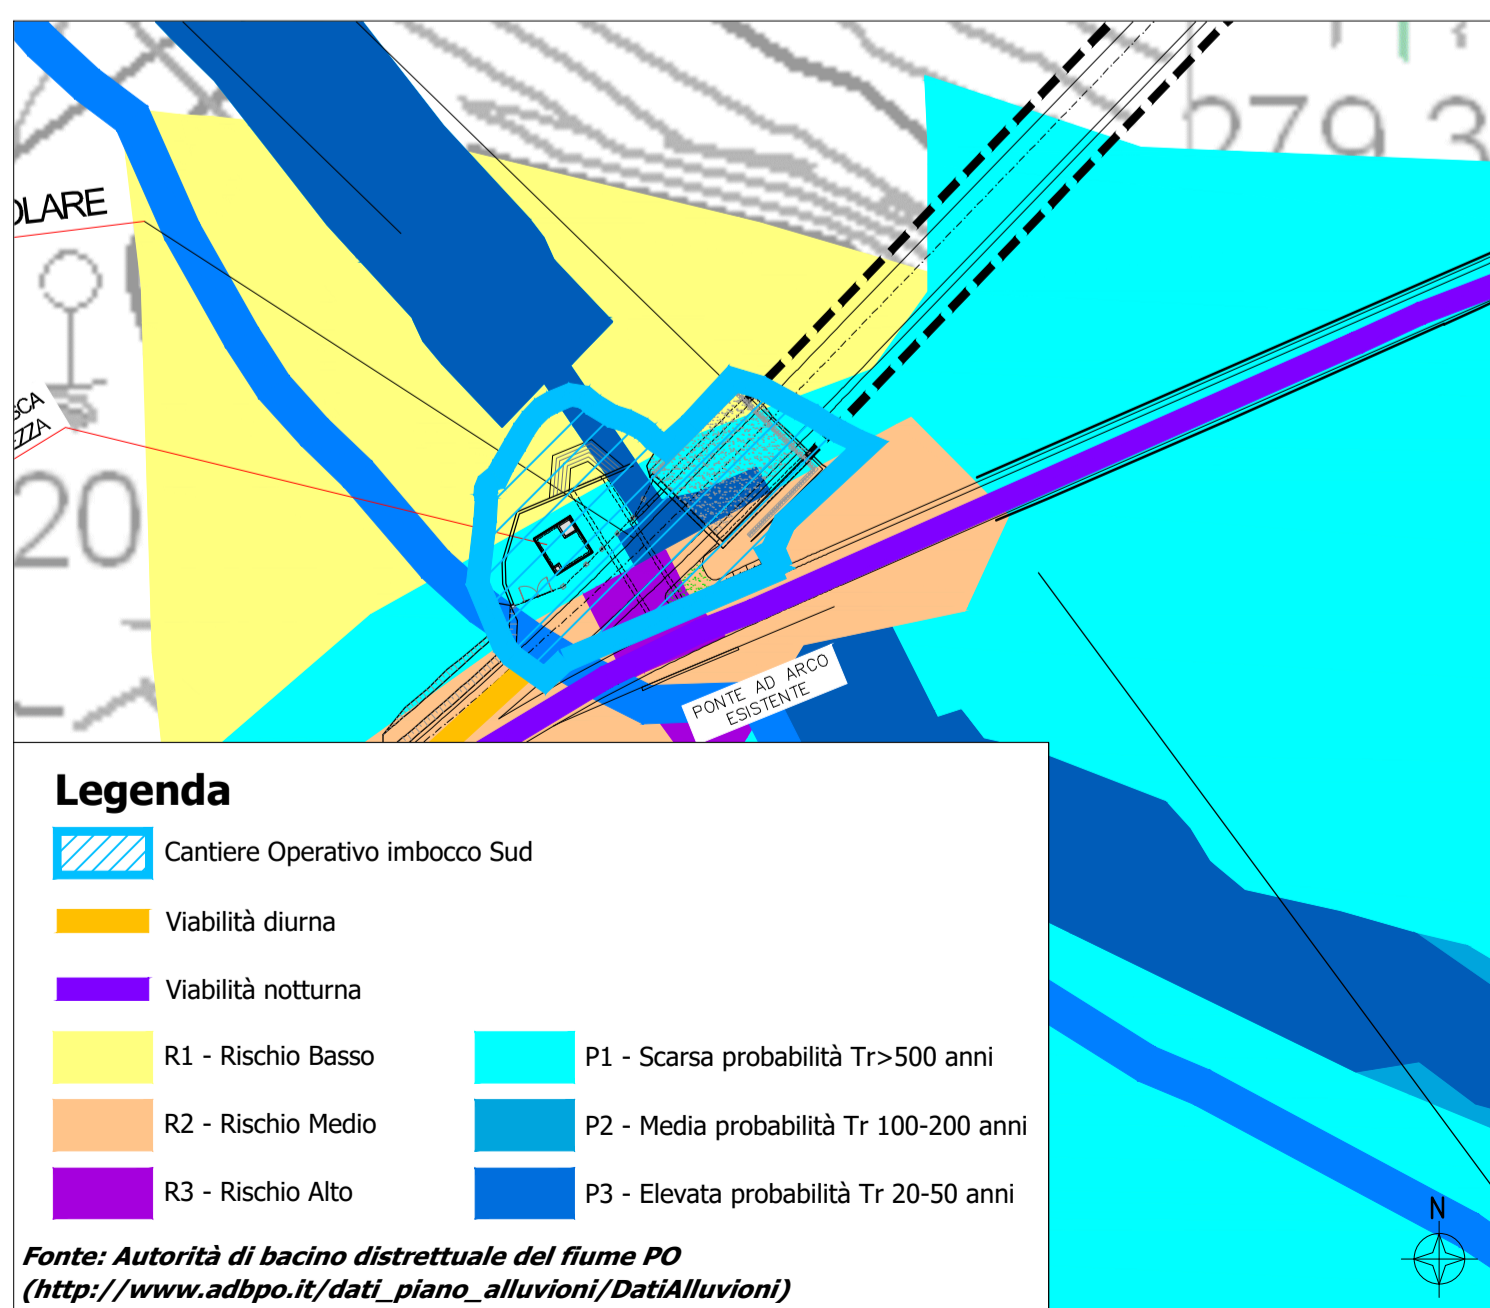 279.3
OLARE
SCA
EZZA
20
PONTE AD ARCO
ESISTENTE
Legenda
Cantiere Operativo imbocco Sud
Viabilità diurna
Viabilità notturna
R1 - Rischio Basso
P1 - Scarsa probabilità Tr>500 anni
R2 - Rischio Medio
P2 - Media probabilità Tr 100-200 anni
R3 - Rischio Alto
P3 - Elevata probabilità Tr 20-50 anni
N
Fonte: Autorità di bacino distrettuale del fiume PO
(http://www.adbpo.it/dati_piano_alluvioni/DatiAlluvioni)